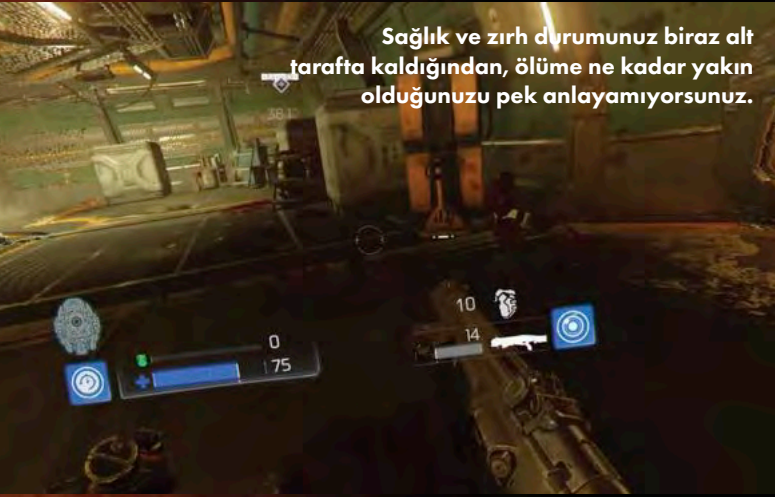 Sağlık ve zırh durumunuz biraz alt
tarafta kaldığından, ölüme ne kadar yakın
olduğunuzu pek anlayamıyorsunuz.
0
75
10
14